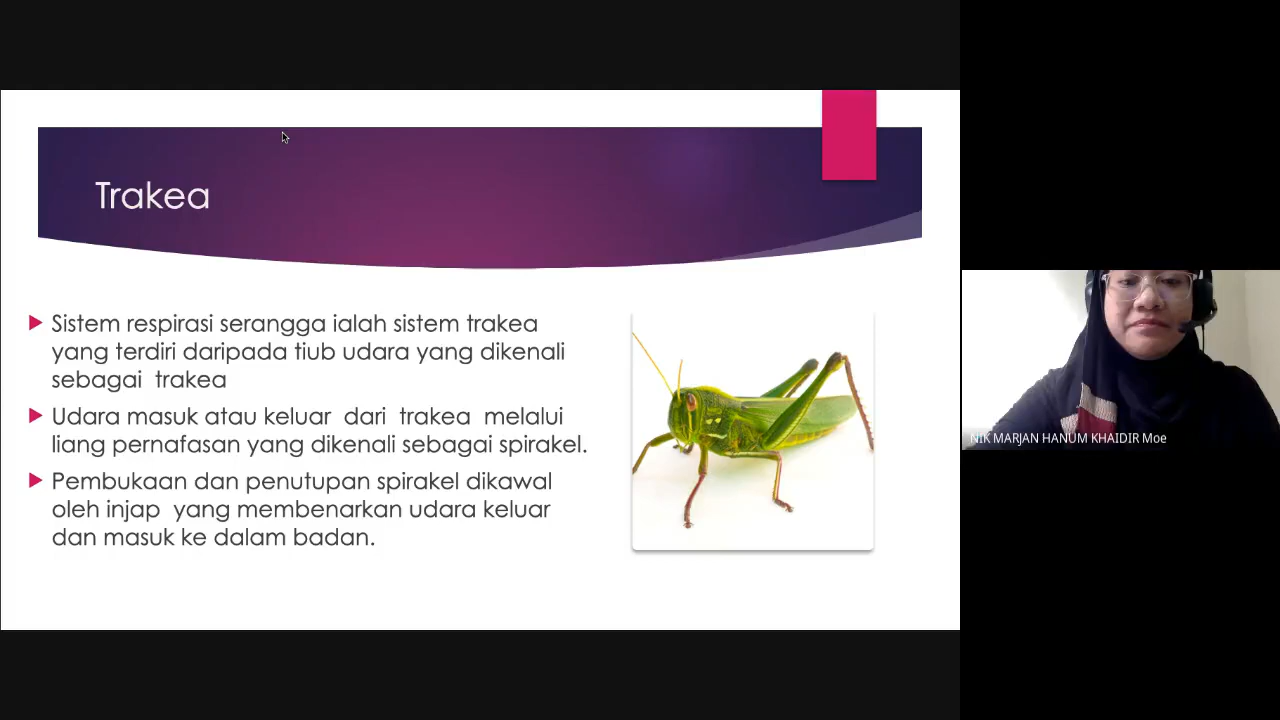 Trakea
Sistem respirasi serangga ialah sistem trakea
yang terdiri daripada tiub udara yang dikenali
sebagai trakea
Udara masuk atau keluar dari trakea melalui
liang pernafasan yang dikenali sebagai spirakel.
Pembukaan dan penutupan spirakel dikawal
oleh injap yang membenarkan udara keluar
dan masuk ke dalam badan.
NIK MARJAN HANUM KHAIDIR Moe